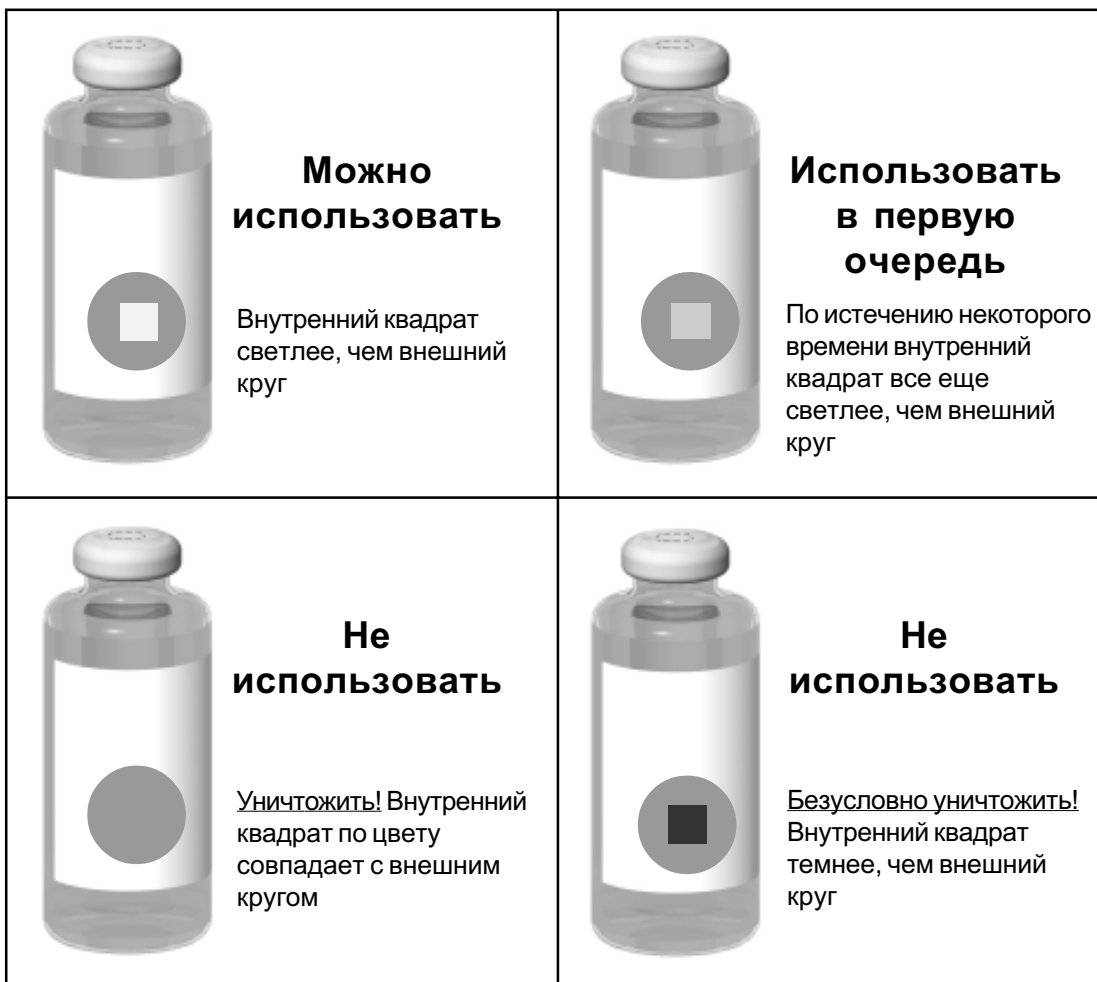 Можно
использовать
Внутренний квадрат
светлее, чем внешний
круг
Использовать
в первую
очередь
По истечению некоторого
времени внутренний
квадрат все еще
светлее, чем внешний
круг
Не
использовать
Уничтожить! Внутренний
квадрат по цвету
совпадает с внешним
кругом
Не
использовать
Безусловно уничтожить!
Внутренний квадрат
темнее, чем внешний
круг